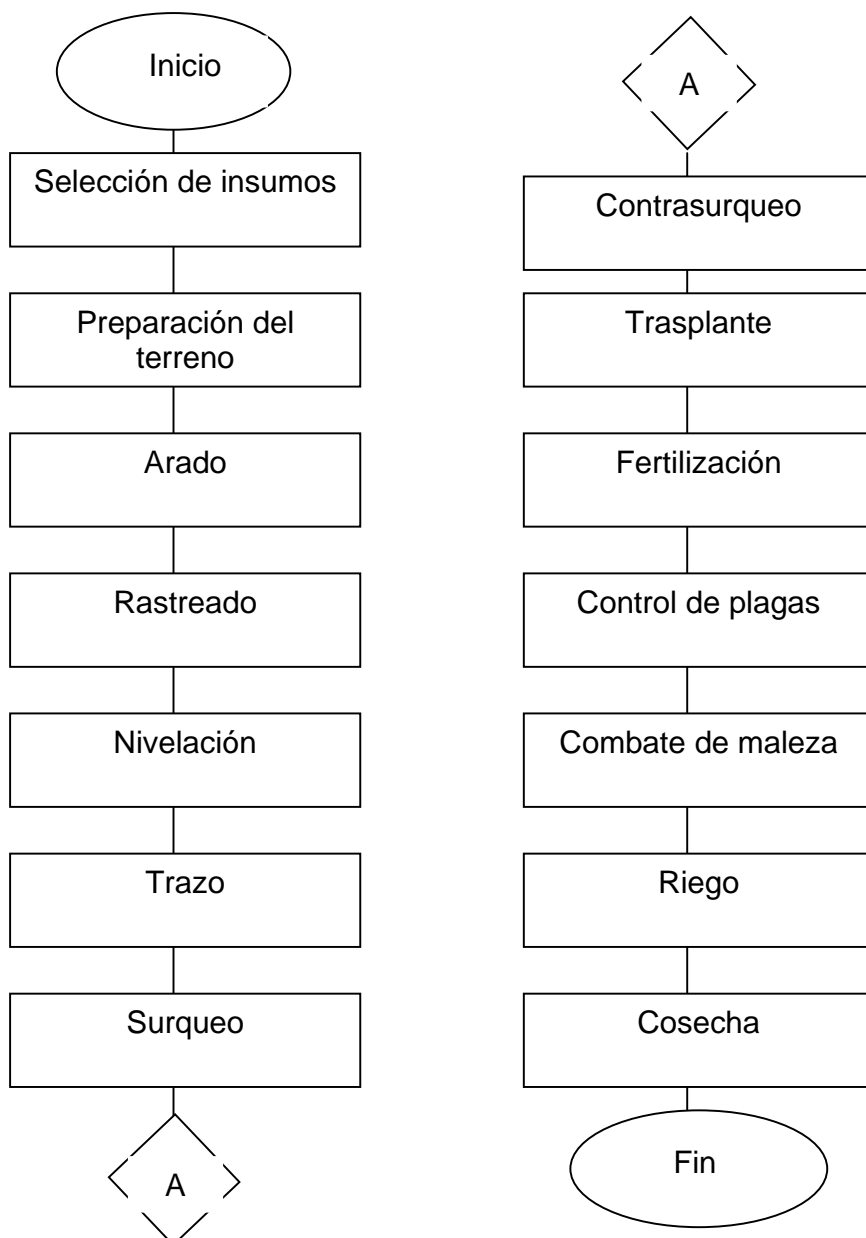 Inicio
Selección de insumos
Preparación del
terreno
Arado
Rastreado
Nivelación
Trazo
Surqueo
A
A
Contrasurqueo
Trasplante
Fertilización
Control de plagas
Combate de maleza
Riego
Cosecha
Fin